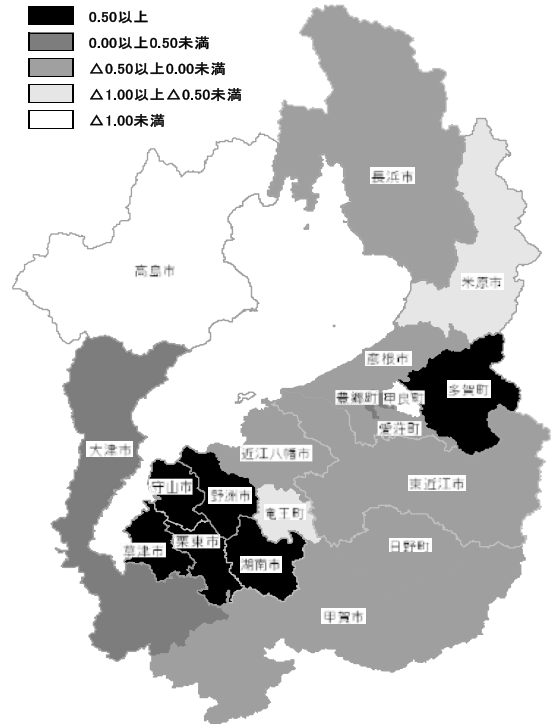 0.50以上
0.00以上0.50未満
△0.50以上0.00未満
△1.00以上△0.50未満
△1.00未満
長浜市
高島市
米原市
彦根市
多賀町
豊郷町
甲良町
愛荘町
大津市
近江八幡市
東近江市
守山市
野洲市
竜王町
栗東市
草津市
日野町
湖南市
甲賀市